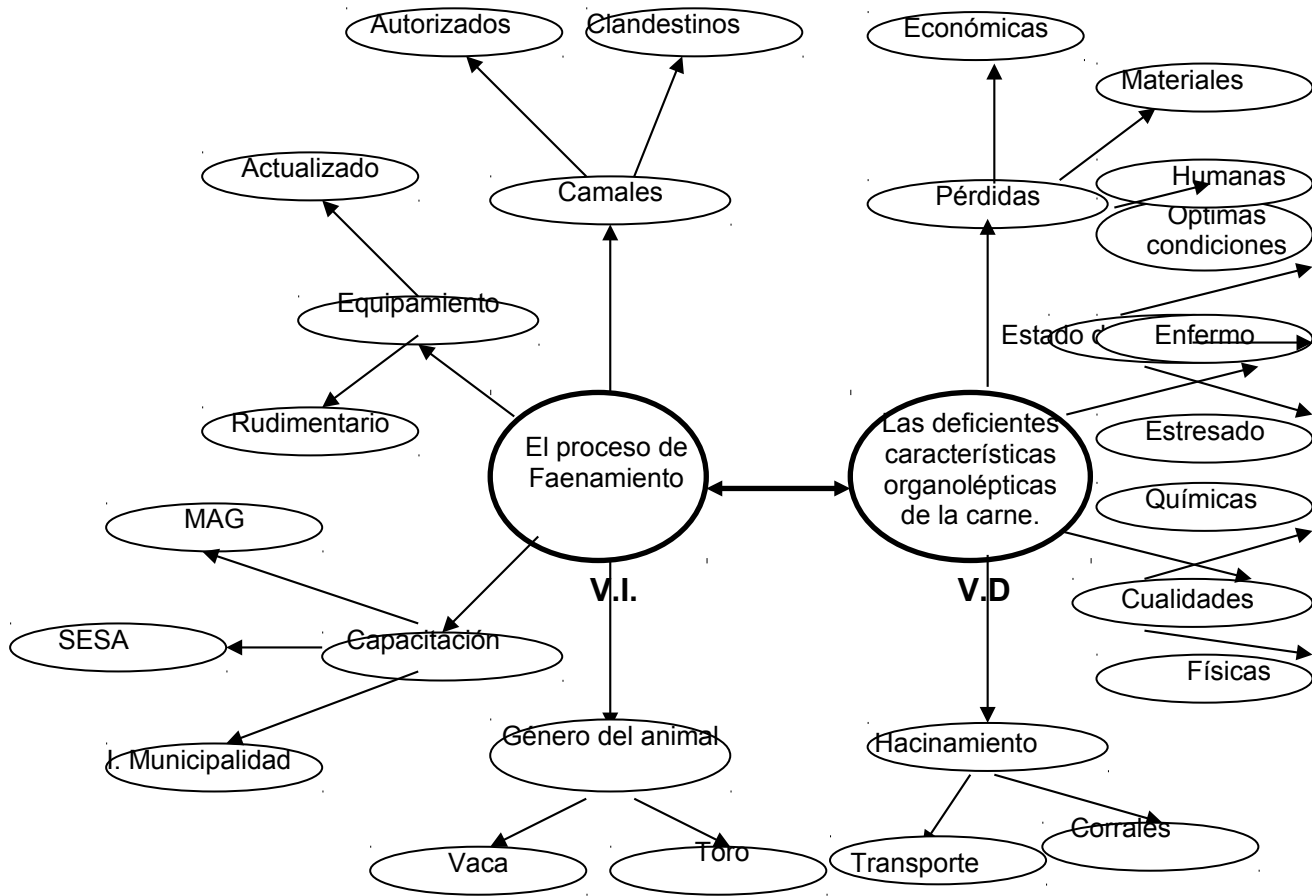 Autorizados
Clandestinos
Económicas
Materiales
Actualizado
Camales
Pérdidas
Humanas
Optimas
condiciones
Equipamiento
Estado
Enfermo
Rudimentario
El proceso de
Faenamiento
Las deficientes
características
organolépticas
de la carne.
Estresado
Químicas
MAG
V.I.
V.D
Cualidades
SESA
Capacitación
Físicas
I. Municipalidad
Género del animal
Hacinamiento
Vaca
Toro
Transporte
Corrales